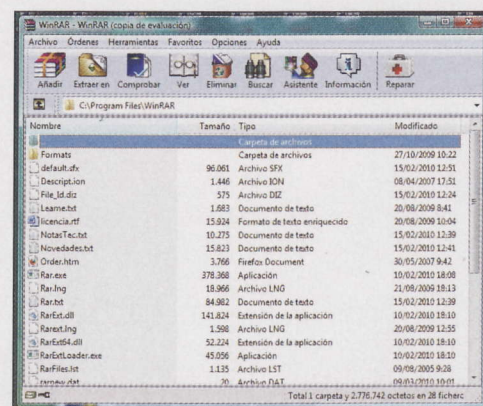 WinRAR - WinRAR (copia de evaluación)
Archivo Órdenes Herramientas Favoritos Opciones Ayuda
Añadir Extraer en Comprobar Ver Eliminar Buscar Asistente Información Reparar
C:\Program Files\WinRAR
Nombre Tamaño Tipo Modificado
.. Carpeta de archivos
Formats Carpeta de archivos 27/10/2009 10:22
default.sfx 96.061 Archivo SFX 15/02/2010 12:51
Descript.ion 1.446 Archivo ION 08/04/2007 17:51
File_Id.diz 575 Archivo DIZ 15/02/2010 12:24
Leame.txt 1.683 Documento de texto 20/08/2009 8:41
licencia.rtf 15.924 Formato de texto enriquecido 20/08/2009 10:04
NotasTec.txt 10.275 Documento de texto 15/02/2010 12:39
Novedades.txt 15.823 Documento de texto 15/02/2010 12:41
Order.htm 3.766 Firefox Document 30/05/2007 9:42
Rar.exe 378.368 Aplicación 10/02/2010 18:08
Rar.lng 18.966 Archivo LNG 21/08/2009 18:13
Rar.txt 84.982 Documento de texto 15/02/2010 12:39
RarExt.dll 141.824 Extensión de la aplicación 10/02/2010 18:10
Rarext.lng 1.598 Archivo LNG 20/08/2009 12:55
RarExt64.dll 52.224 Extensión de la aplicación 10/02/2010 18:10
RarExtLoader.exe 45.056 Aplicación 10/02/2010 18:10
RarFiles.lst 1.135 Archivo LST 09/08/2005 9:28
rarnew.dat 20 Archivo DAT 09/03/2010 10:01
Total 1 carpeta y 2.776.742 octetos en 28 ficherc